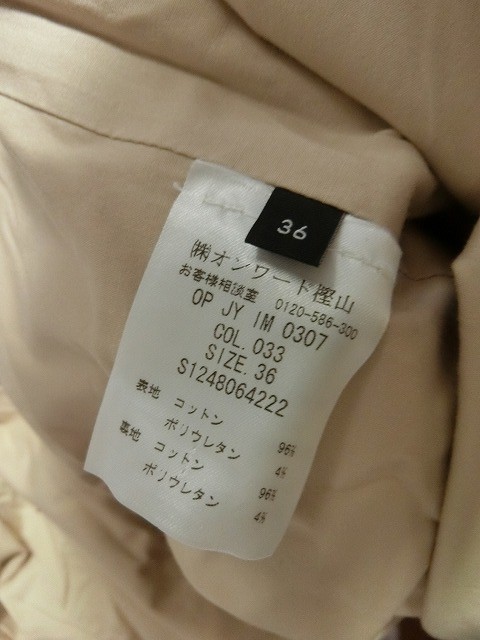 36
㈱オンワード樫山
お客様相談室 0120-586-300
OP JY IM 0307
COL. 033
SIZE. 36
S1248064222
表地 コットン 96%
ポリウレタン 4%
裏地 コットン 96%
ポリウレタン 4%